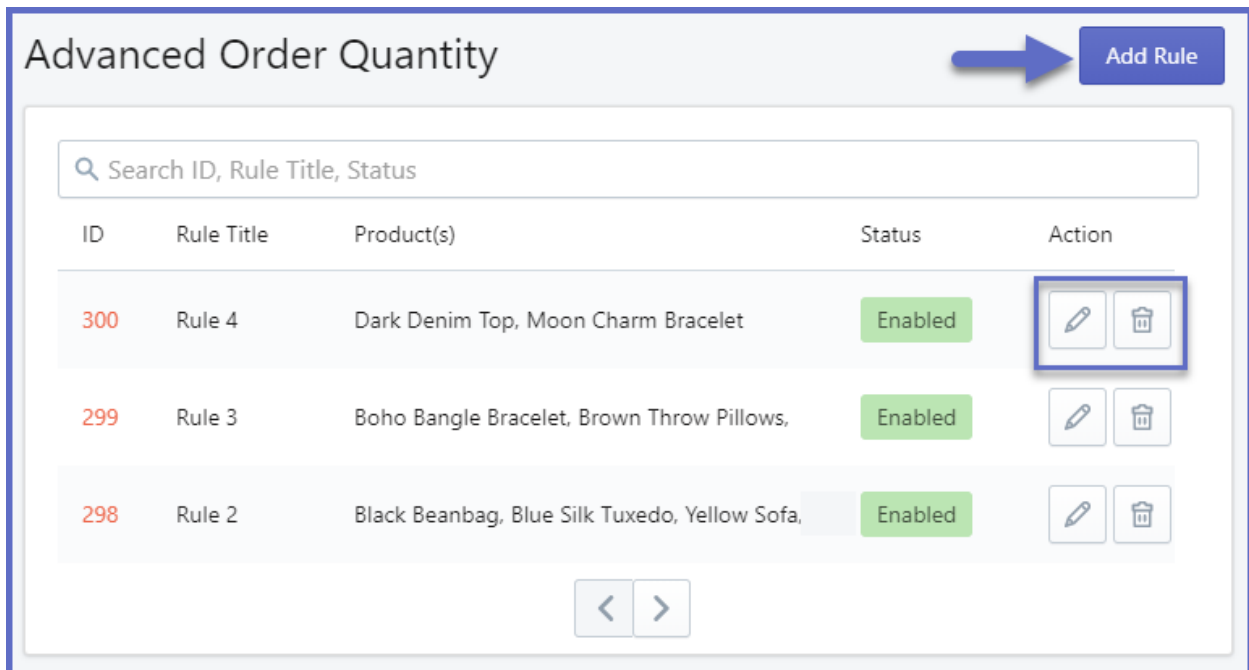 Advanced Order Quantity
Add Rule
Search ID, Rule Title, Status
ID Rule Title Product(s) Status Action
300 Rule 4 Dark Denim Top, Moon Charm Bracelet Enabled
299 Rule 3 Boho Bangle Bracelet, Brown Throw Pillows, Enabled
298 Rule 2 Black Beanbag, Blue Silk Tuxedo, Yellow Sofa, Enabled